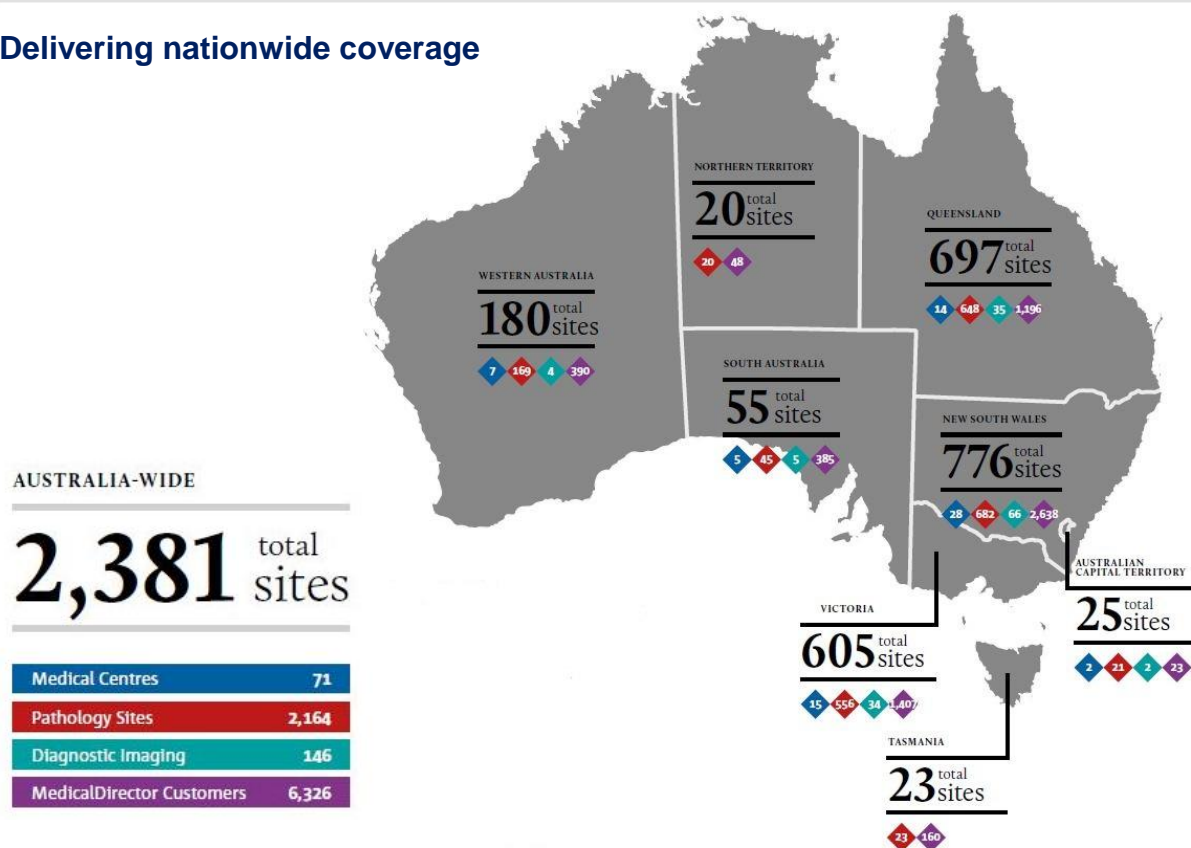 Delivering nationwide coverage
NORTHERN TERRITORY
20 total sites
20 48
QUEENSLAND
697 total sites
14 648 35 1,196
WESTERN AUSTRALIA
180 total sites
7 169 4 390
SOUTH AUSTRALIA
55 total sites
5 45 5 385
NEW SOUTH WALES
776 total sites
28 682 66 2,638
AUSTRALIAN
CAPITAL TERRITORY
25 total sites
2 21 2 23
VICTORIA
605 total sites
15 556 34 1,407
TASMANIA
23 total sites
23 160
AUSTRALIA-WIDE
2,381 total sites
Medical Centres 71
Pathology Sites 2,164
Diagnostic Imaging 146
MedicalDirector Customers 6,326